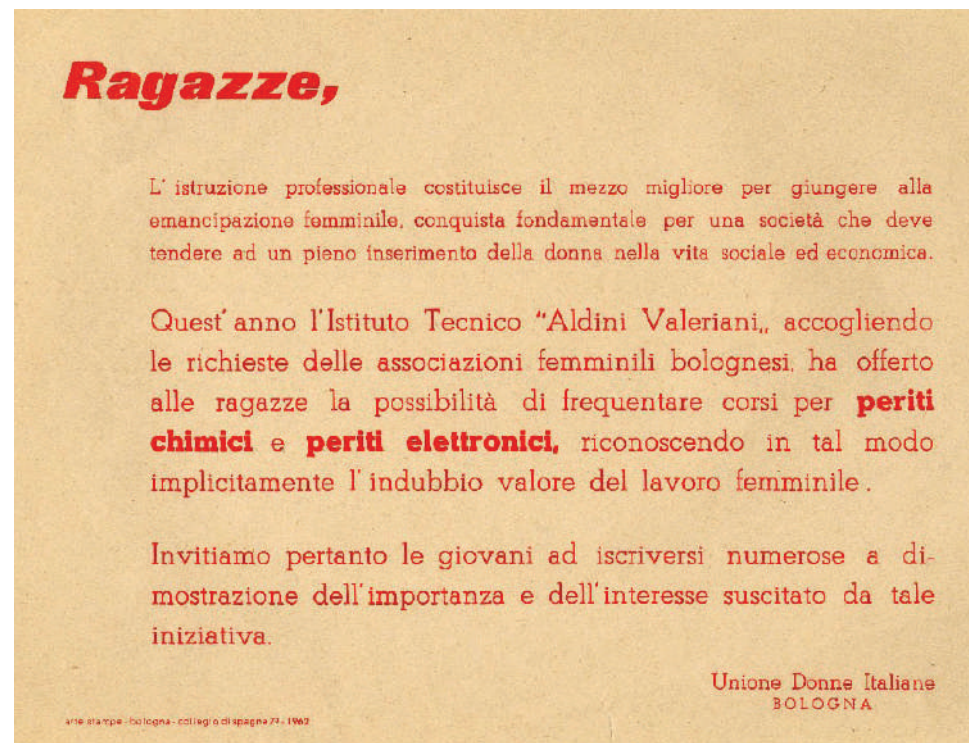 Ragazze,
L'istruzione professionale costituisce il mezzo migliore per giungere alla
emancipazione femminile, conquista fondamentale per una società che deve
tendere ad un pieno inserimento della donna nella vita sociale ed economica.
Quest'anno l'Istituto Tecnico “Aldini Valeriani„ accogliendo
le richieste delle associazioni femminili bolognesi, ha offerto
alle ragazze la possibilità di frequentare corsi per periti
chimici e periti elettronici, riconoscendo in tal modo
implicitamente l'indubbio valore del lavoro femminile.
Invitiamo pertanto le giovani ad iscriversi numerose a di-
mostrazione dell'importanza e dell'interesse suscitato da tale
iniziativa.
Unione Donne Italiane
BOLOGNA
arte stampe - bologna - collegio di spagna 7² - 1962